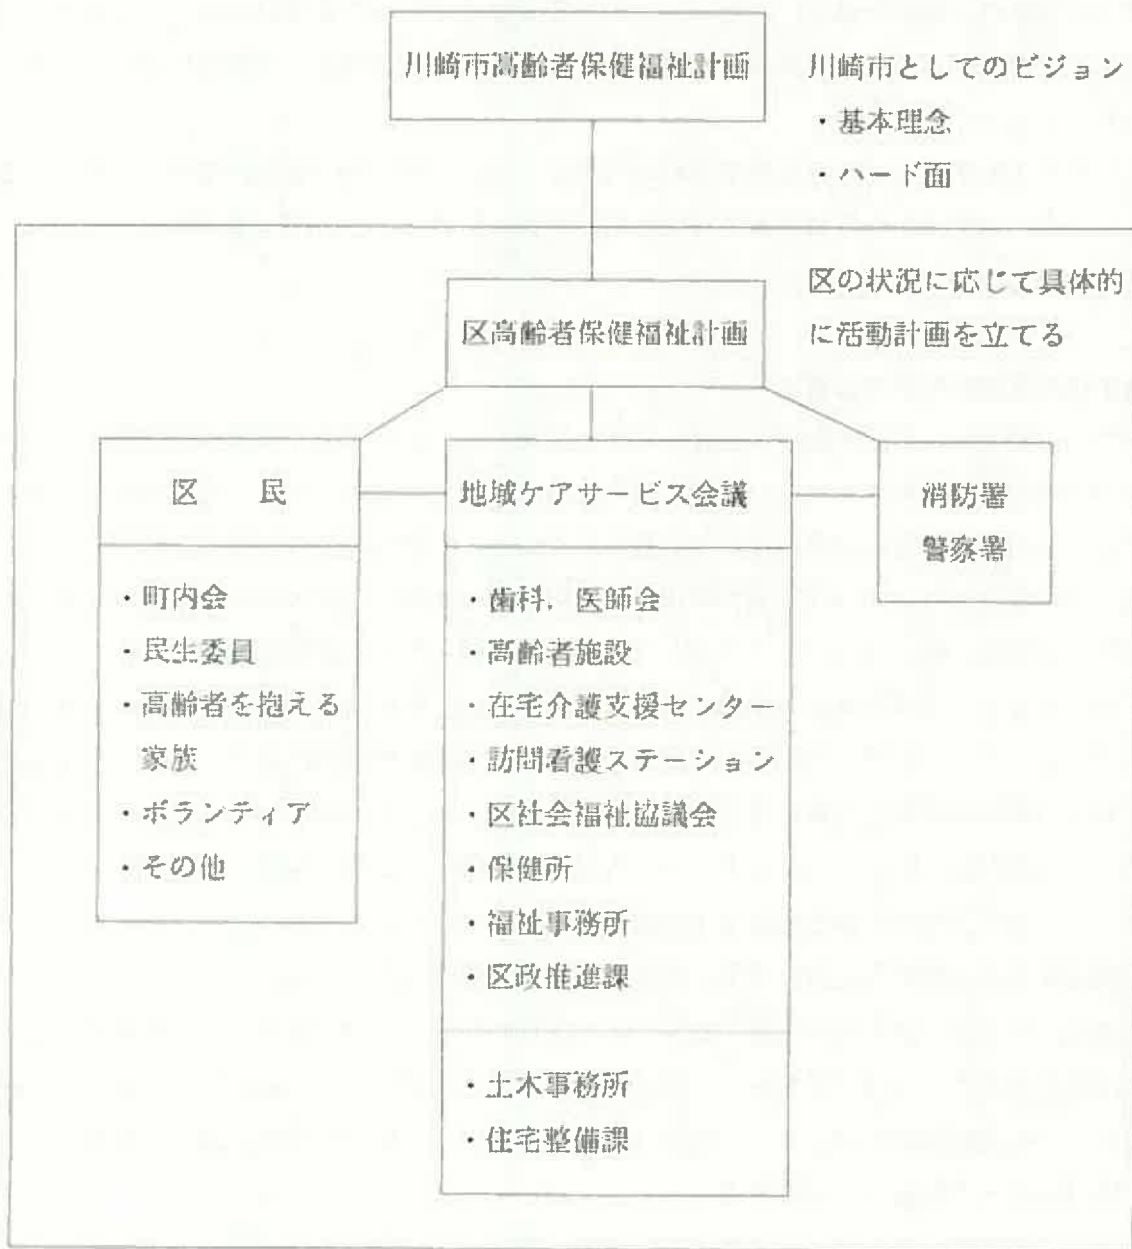 川崎市高齢者保健福祉計画
川崎市としてのビジョン
・基本理念
・ハード面
区高齢者保健福祉計画
区の状況に応じて具体的
に活動計画を立てる
区 民
・町内会
・民生委員
・高齢者を抱える
家族
・ボランティア
・その他
地域ケアサービス会議
・歯科，医師会
・高齢者施設
・在宅介護支援センター
・訪問看護ステーション
・区社会福祉協議会
・保健所
・福祉事務所
・区政推進課
・土木事務所
・住宅整備課
消防署
警察署